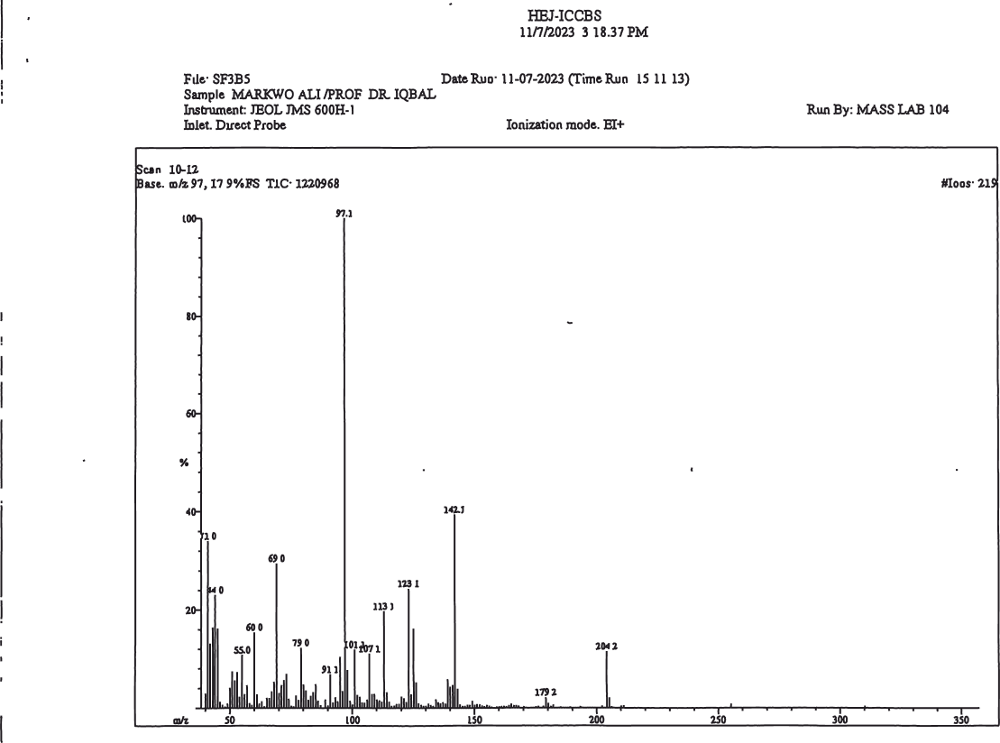 HEJ-ICCBS
11/7/2023 3 18.37 PM
File· SF3B5 Date Run· 11-07-2023 (Time Run 15 11 13)
Sample MARKWO ALI /PROF DR. IQBAL
Instrument: JEOL JMS 600H-1 Run By: MASS LAB 104
Inlet. Direct Probe Ionization mode. EI+
Scan 10-12
Base. m/z 97, 17 9%FS TIC· 1220968 #Ions· 219
100
97.1
80
60
%
40
142.1
71 0
69 0
44 0
123 1
20
113 1
60 0
55.0
79 0
101.1
107 1
204 2
91 1
179 2
m/z 50 100 150 200 250 300 350